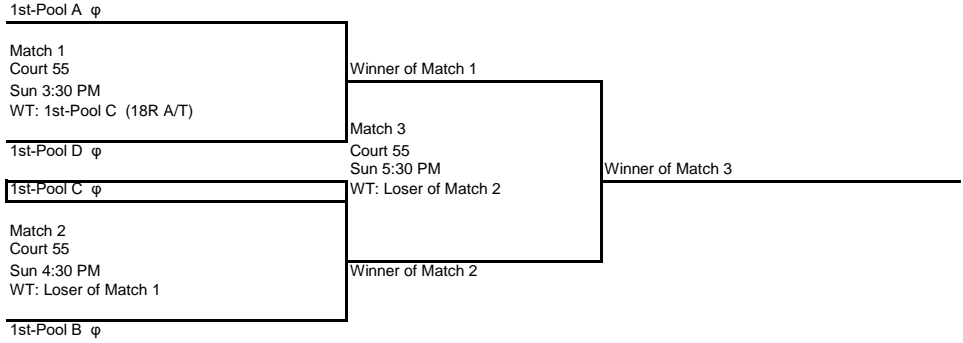 1st-Pool A φ
Match 1
Court 55
Sun 3:30 PM
WT: 1st-Pool C (18R A/T)
1st-Pool D φ
1st-Pool C φ
Match 2
Court 55
Sun 4:30 PM
WT: Loser of Match 1
1st-Pool B φ
Winner of Match 1
Match 3
Court 55
Sun 5:30 PM
WT: Loser of Match 2
Winner of Match 2
Winner of Match 3